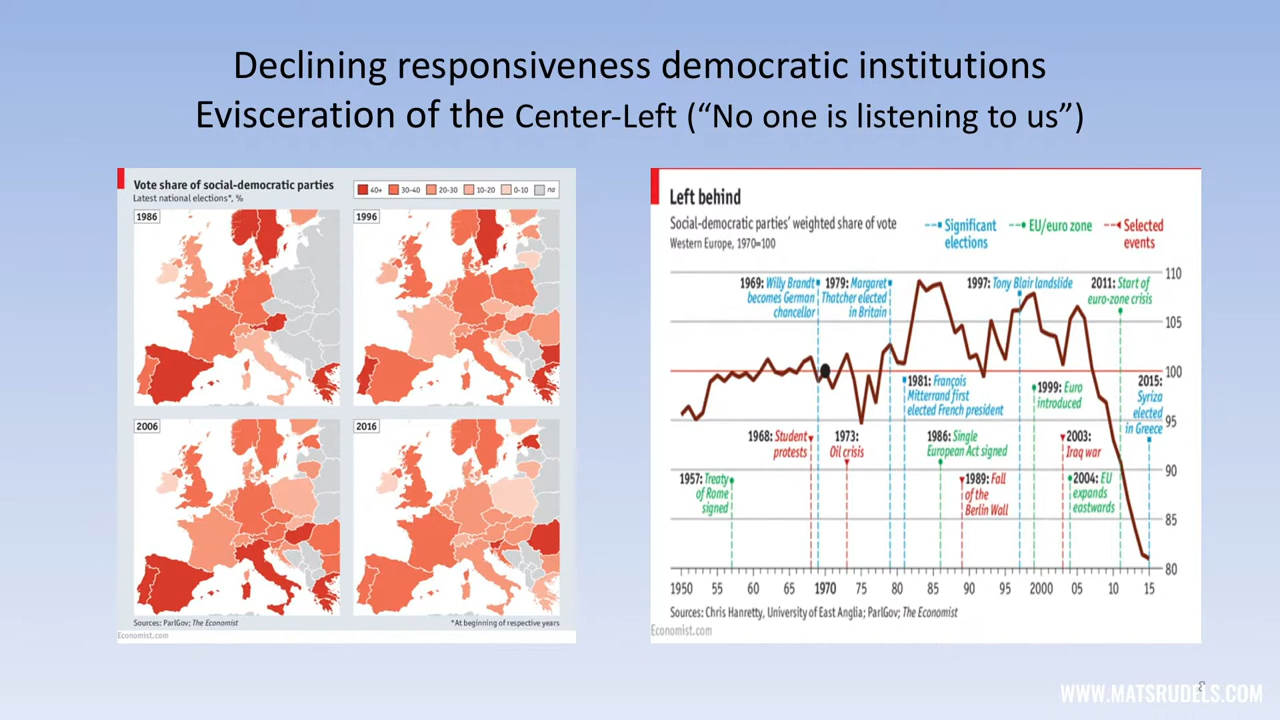 Declining responsiveness democratic institutions
Evisceration of the Center-Left (“No one is listening to us”)
Vote share of social-democratic parties
Latest national elections*, %
40+ 30-40 20-30 10-20 0-10 na
1986
1996
2006
2016
Sources: ParlGov; The Economist
*At beginning of respective years
Economist.com
Left behind
Social-democratic parties' weighted share of vote
Western Europe, 1970=100
Significant
elections
EU/euro zone
Selected
events
1969: Willy Brandt
becomes German
chancellor
1979: Margaret
Thatcher elected
in Britain
1997: Tony Blair landslide
2011: Start of
euro-zone crisis
1981: François
Mitterrand first
elected French president
1999: Euro
introduced
2015:
Syriza
elected
in Greece
1968: Student
protests
1973:
Oil crisis
1986: Single
European Act signed
2003:
Iraq war
1957: Treaty
of Rome
signed
1989: Fall
of the
Berlin Wall
2004: EU
expands
eastwards
110
105
100
95
90
85
80
1950 55 60 65 1970 75 80 85 90 95 2000 05 10 15
Sources: Chris Hanretty, University of East Anglia; ParlGov; The Economist
Economist.com
WWW.MATSRUDELS.COM